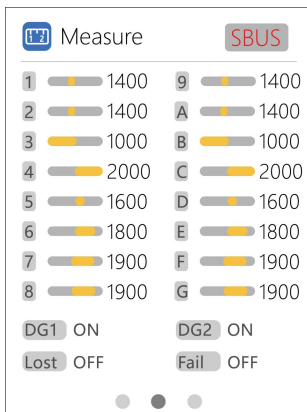 Measure SBUS
1 1400 9 1400
2 1400 A 1400
3 1000 B 1000
4 2000 C 2000
5 1600 D 1600
6 1800 E 1800
7 1900 F 1900
8 1900 G 1900
DG1 ON DG2 ON
Lost OFF Fail OFF